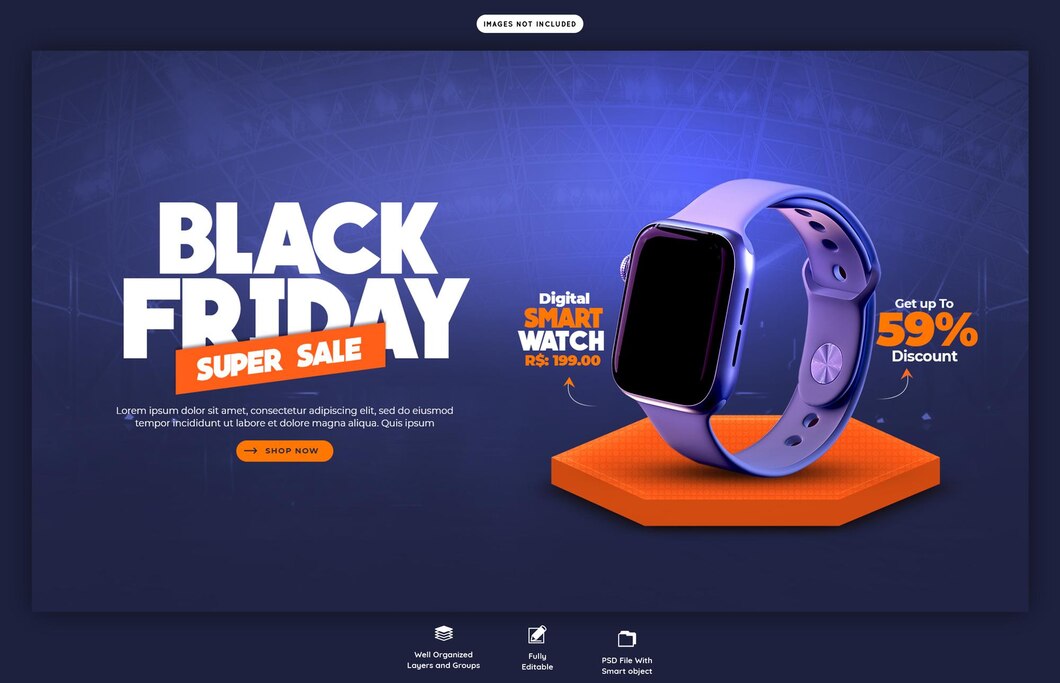 IMAGES NOT INCLUDED
BLACK
FRIDAY
SUPER SALE
Lorem ipsum dolor sit amet, consectetur adipiscing elit, sed do eiusmod
tempor incididunt ut labore et dolore magna aliqua. Quis ipsum
SHOP NOW
Digital
SMART
WATCH
R$: 199.00
Get up To
59%
Discount
Well Organized
Layers and Groups
Fully
Editable
PSD File With
Smart object